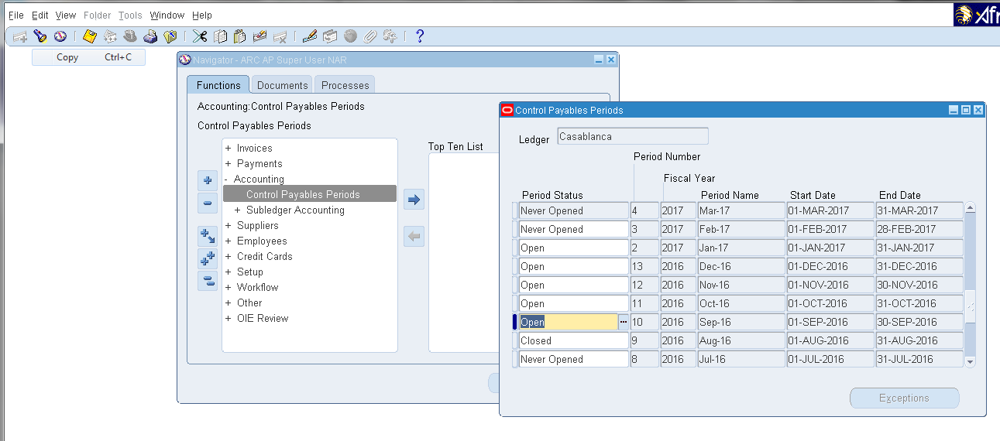 File Edit View Folder Tools Window Help
Copy Ctrl+C
Navigator - ARC AP Super User NAR
Functions Documents Processes
Accounting:Control Payables Periods
Control Payables Periods
+ Invoices
+ Payments
- Accounting
Control Payables Periods
+ Subledger Accounting
+ Suppliers
+ Employees
+ Credit Cards
+ Setup
+ Workflow
+ Other
+ OIE Review
Top Ten List
Control Payables Periods
Ledger Casablanca
Period Number
Fiscal Year
Period Status Period Name Start Date End Date
Never Opened 4 2017 Mar-17 01-MAR-2017 31-MAR-2017
Never Opened 3 2017 Feb-17 01-FEB-2017 28-FEB-2017
Open 2 2017 Jan-17 01-JAN-2017 31-JAN-2017
Open 13 2016 Dec-16 01-DEC-2016 31-DEC-2016
Open 12 2016 Nov-16 01-NOV-2016 30-NOV-2016
Open 11 2016 Oct-16 01-OCT-2016 31-OCT-2016
Open ... 10 2016 Sep-16 01-SEP-2016 30-SEP-2016
Closed 9 2016 Aug-16 01-AUG-2016 31-AUG-2016
Never Opened 8 2016 Jul-16 01-JUL-2016 31-JUL-2016
Exceptions